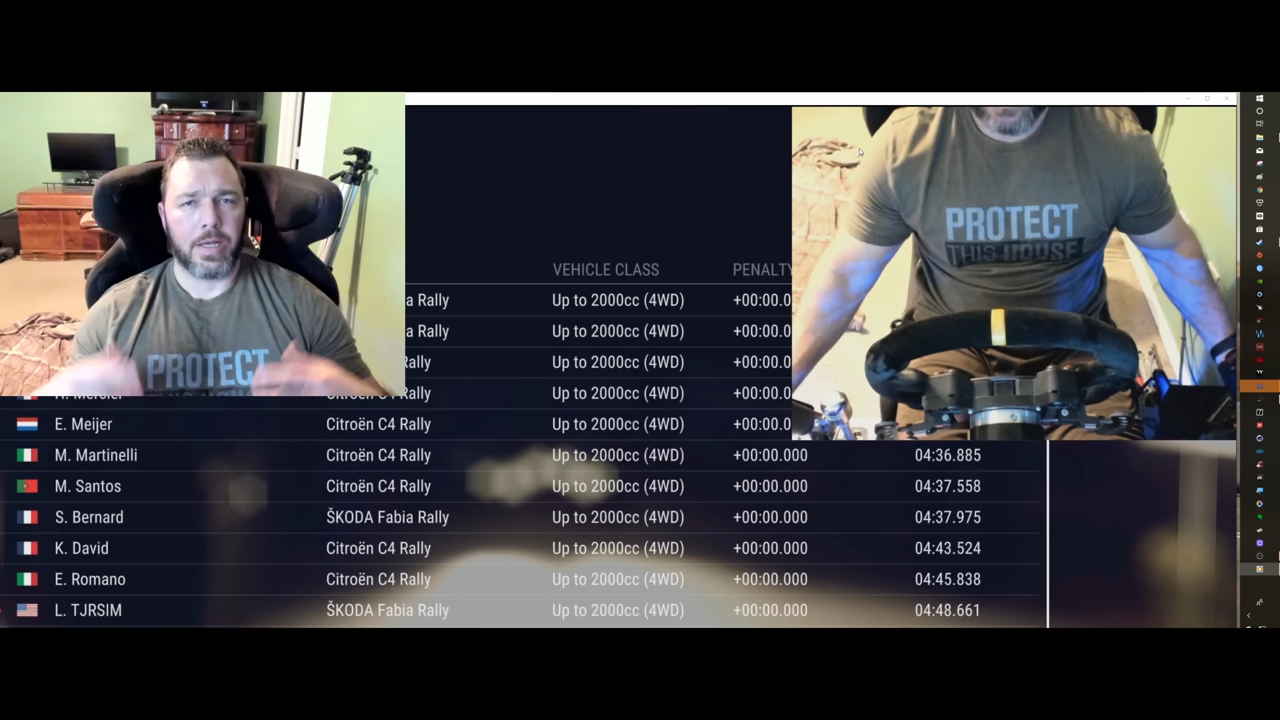 PROTECT
THIS HOUSE
PROTECT
VEHICLE CLASS PENALTY
a Rally Up to 2000cc (4WD) +00:00.0
a Rally Up to 2000cc (4WD) +00:00.0
ally Up to 2000cc (4WD) +00:00.0
Citroën C4 Rally Up to 2000cc (4WD) +00:00.0
E. Meijer Citroën C4 Rally Up to 2000cc (4WD) +00:00.0
M. Martinelli Citroën C4 Rally Up to 2000cc (4WD) +00:00.000 04:36.885
M. Santos Citroën C4 Rally Up to 2000cc (4WD) +00:00.000 04:37.558
S. Bernard ŠKODA Fabia Rally Up to 2000cc (4WD) +00:00.000 04:37.975
K. David Citroën C4 Rally Up to 2000cc (4WD) +00:00.000 04:43.524
E. Romano Citroën C4 Rally Up to 2000cc (4WD) +00:00.000 04:45.838
L. TJRSIM ŠKODA Fabia Rally Up to 2000cc (4WD) +00:00.000 04:48.661